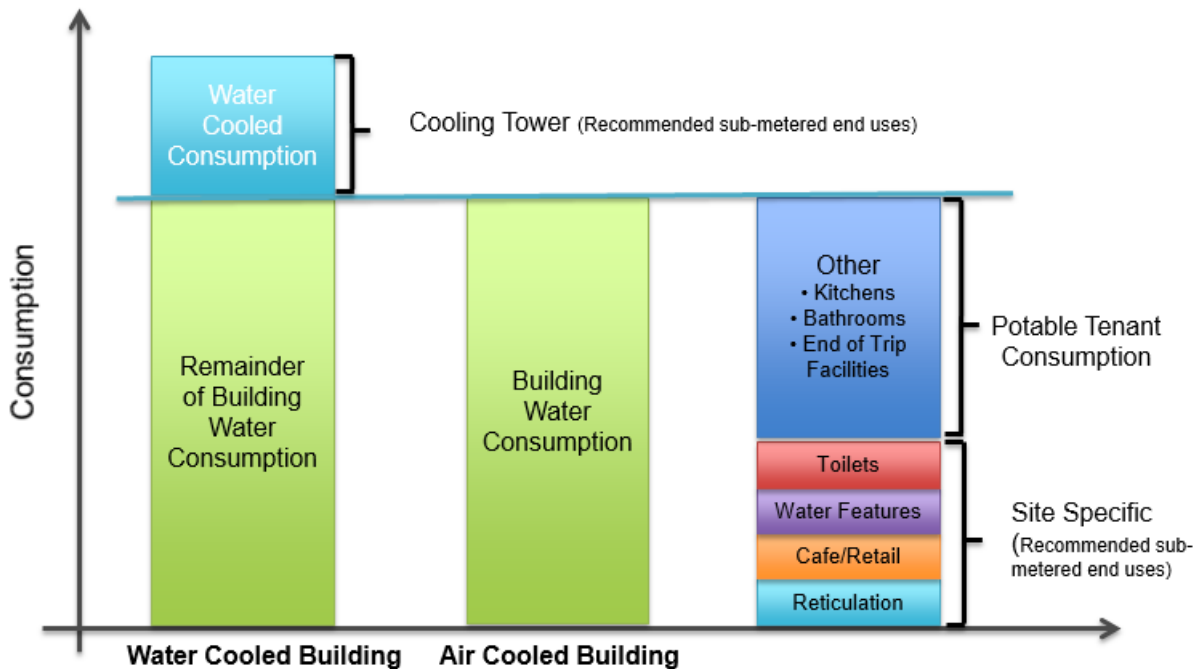 Consumption
Water
Cooled
Consumption
Cooling Tower (Recommended sub-metered end uses)
Remainder
of Building
Water
Consumption
Building
Water
Consumption
Other
• Kitchens
• Bathrooms
• End of Trip
Facilities
Potable Tenant
Consumption
Toilets
Water Features
Cafe/Retail
Reticulation
Site Specific
(Recommended sub-
metered end uses)
Water Cooled Building
Air Cooled Building